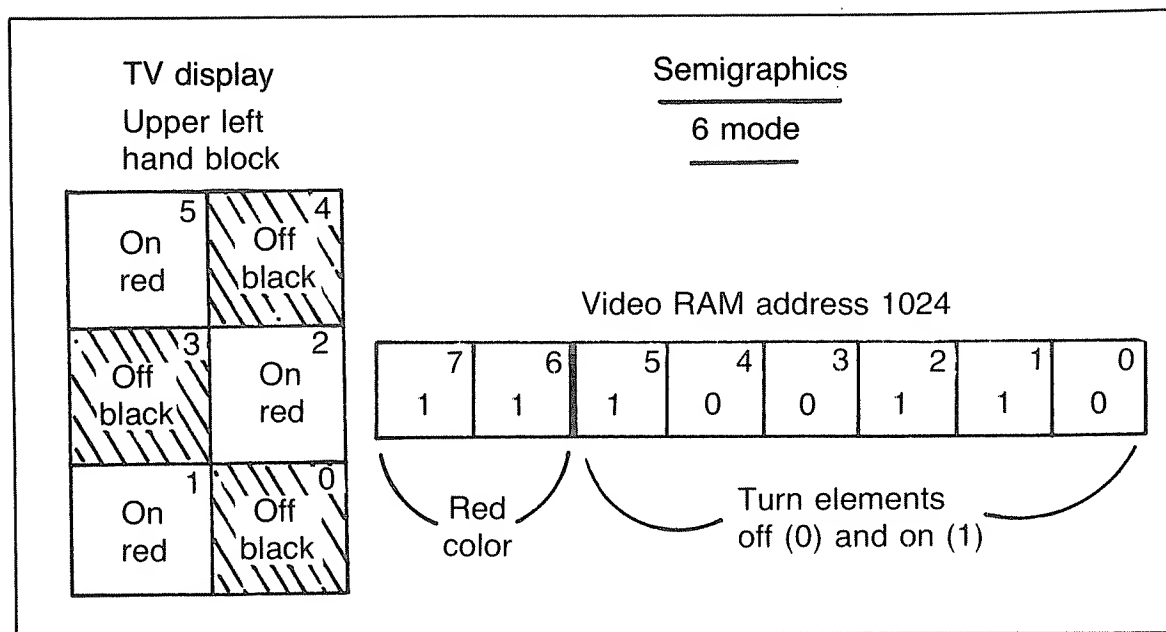 TV display
Upper left
hand block
Semigraphics
6 mode
5
On
red
4
Off
black
3
Off
black
2
On
red
1
On
red
0
Off
black
Video RAM address 1024
7 6 5 4 3 2 1 0
1 1 1 0 0 1 1 0
Red
color
Turn elements
off (0) and on (1)